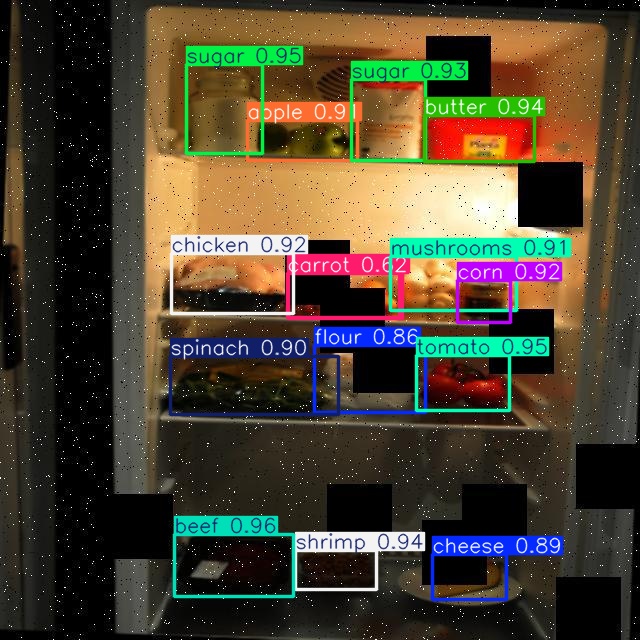 sugar 0.95
sugar 0.93
apple 0.91
butter 0.94
chicken 0.92
carrot 0.62
mushrooms 0.91
corn 0.92
spinach 0.90
flour 0.86
tomato 0.95
beef 0.96
shrimp 0.94
cheese 0.89